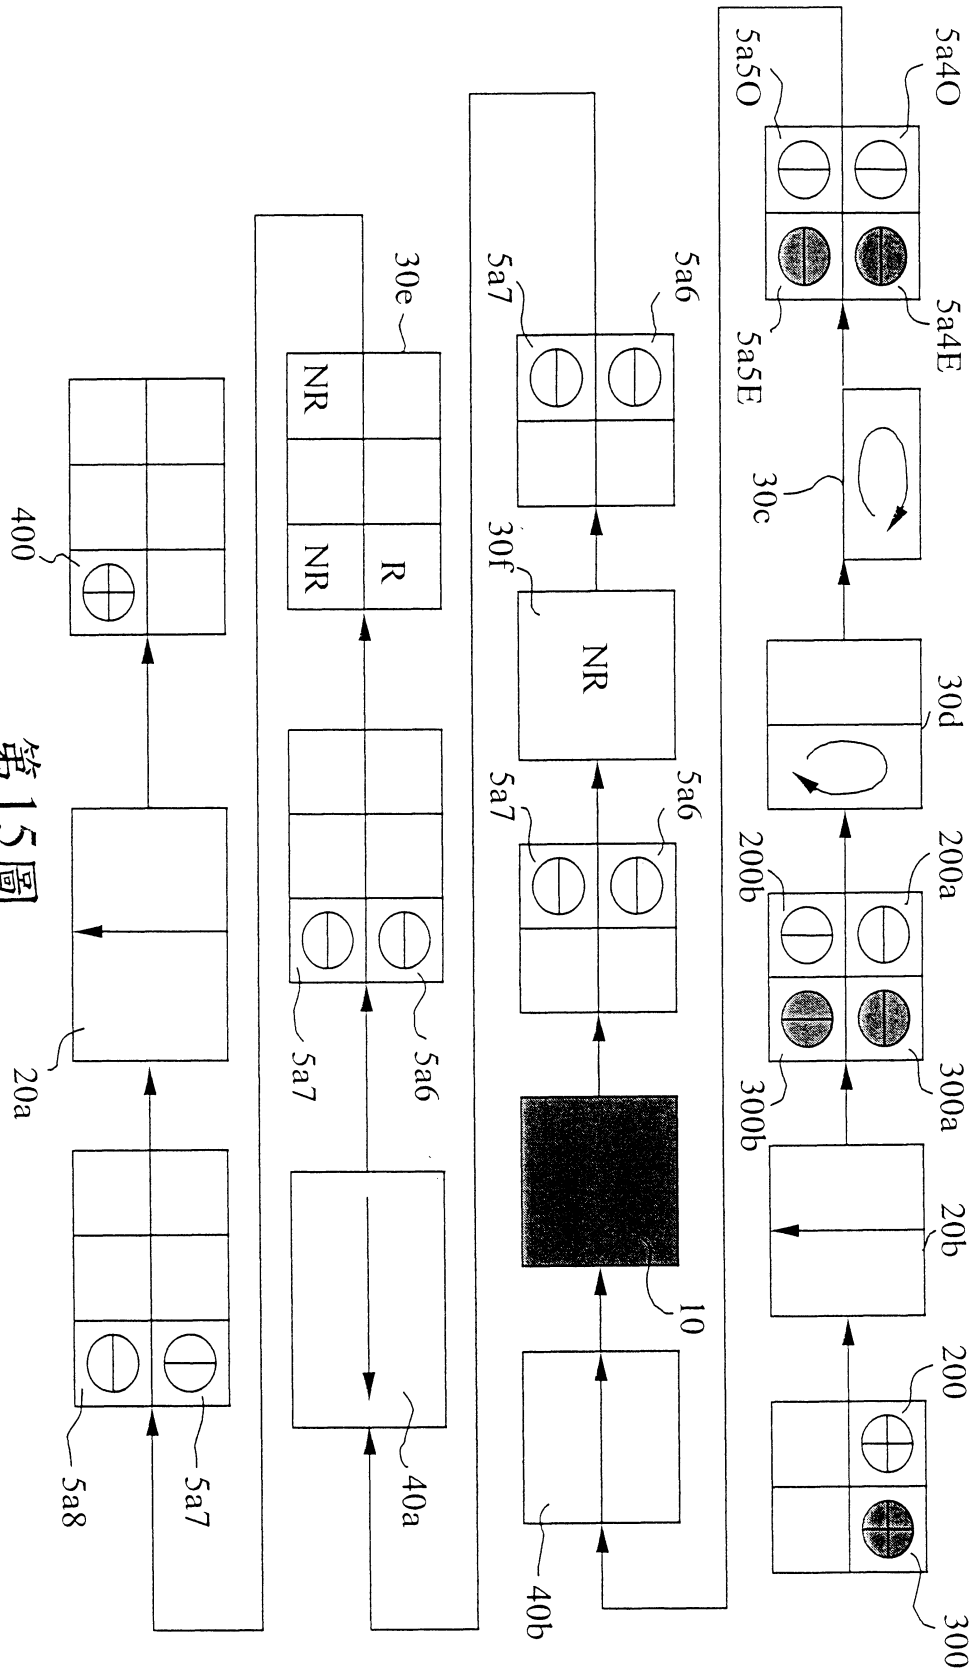 5a4O 5a4E 30d 200a 300a 20b 200 300
5a5O 5a5E 30c 200b 300b
5a6 5a6 10
NR
5a7 30f 5a7 40b
30e R 5a6 40a
NR NR 5a7
5a7
5a8
400 20a
第15圖